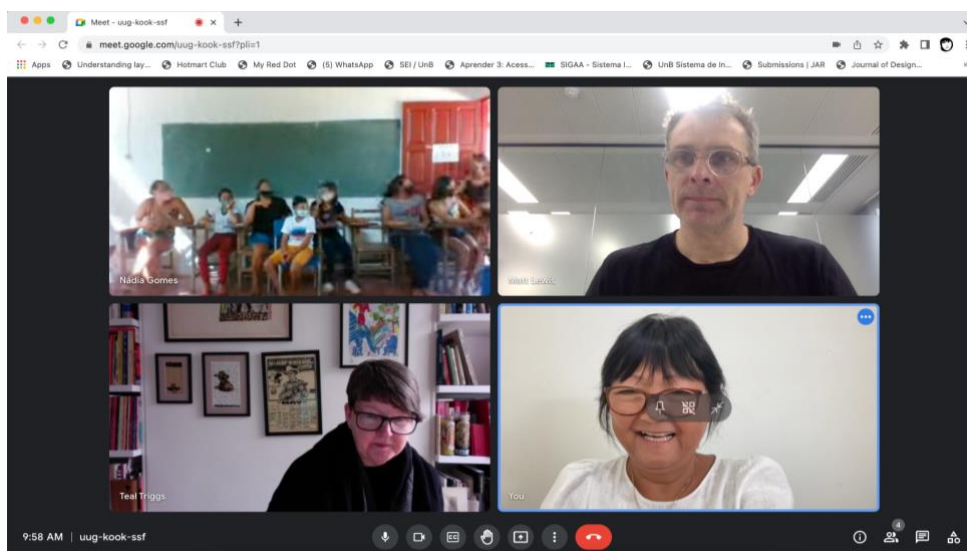 Meet - uug-kook-ssf
meet.google.com/uug-kook-ssf?pli=1
Apps Understanding lay... Hotmart Club My Red Dot (5) WhatsApp SEI / UnB Aprender 3: Acess... SIGAA - Sistema I... UnB Sistema de In... Submissions | JAR Journal of Design...
Nádia Gomes
Matt Lewis
Teal Triggs
You
9:58 AM | uug-kook-ssf
4